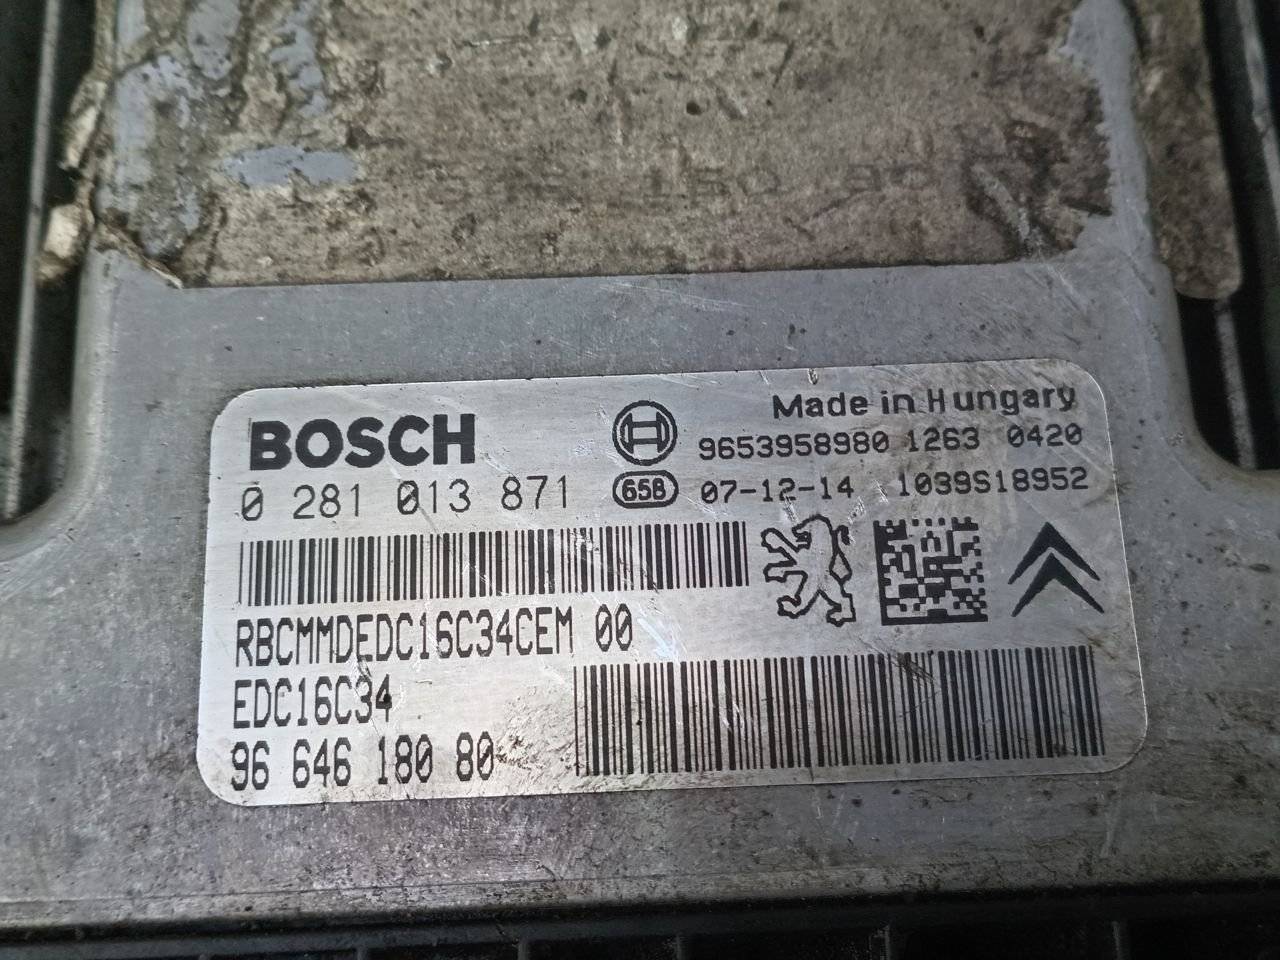 BOSCH
Made in Hungary
9653958980 1263 0420
0 281 013 871
658 07-12-14 1039S18952
RBCMMDEDC16C34CEM 00
EDC16C34
96 646 180 80